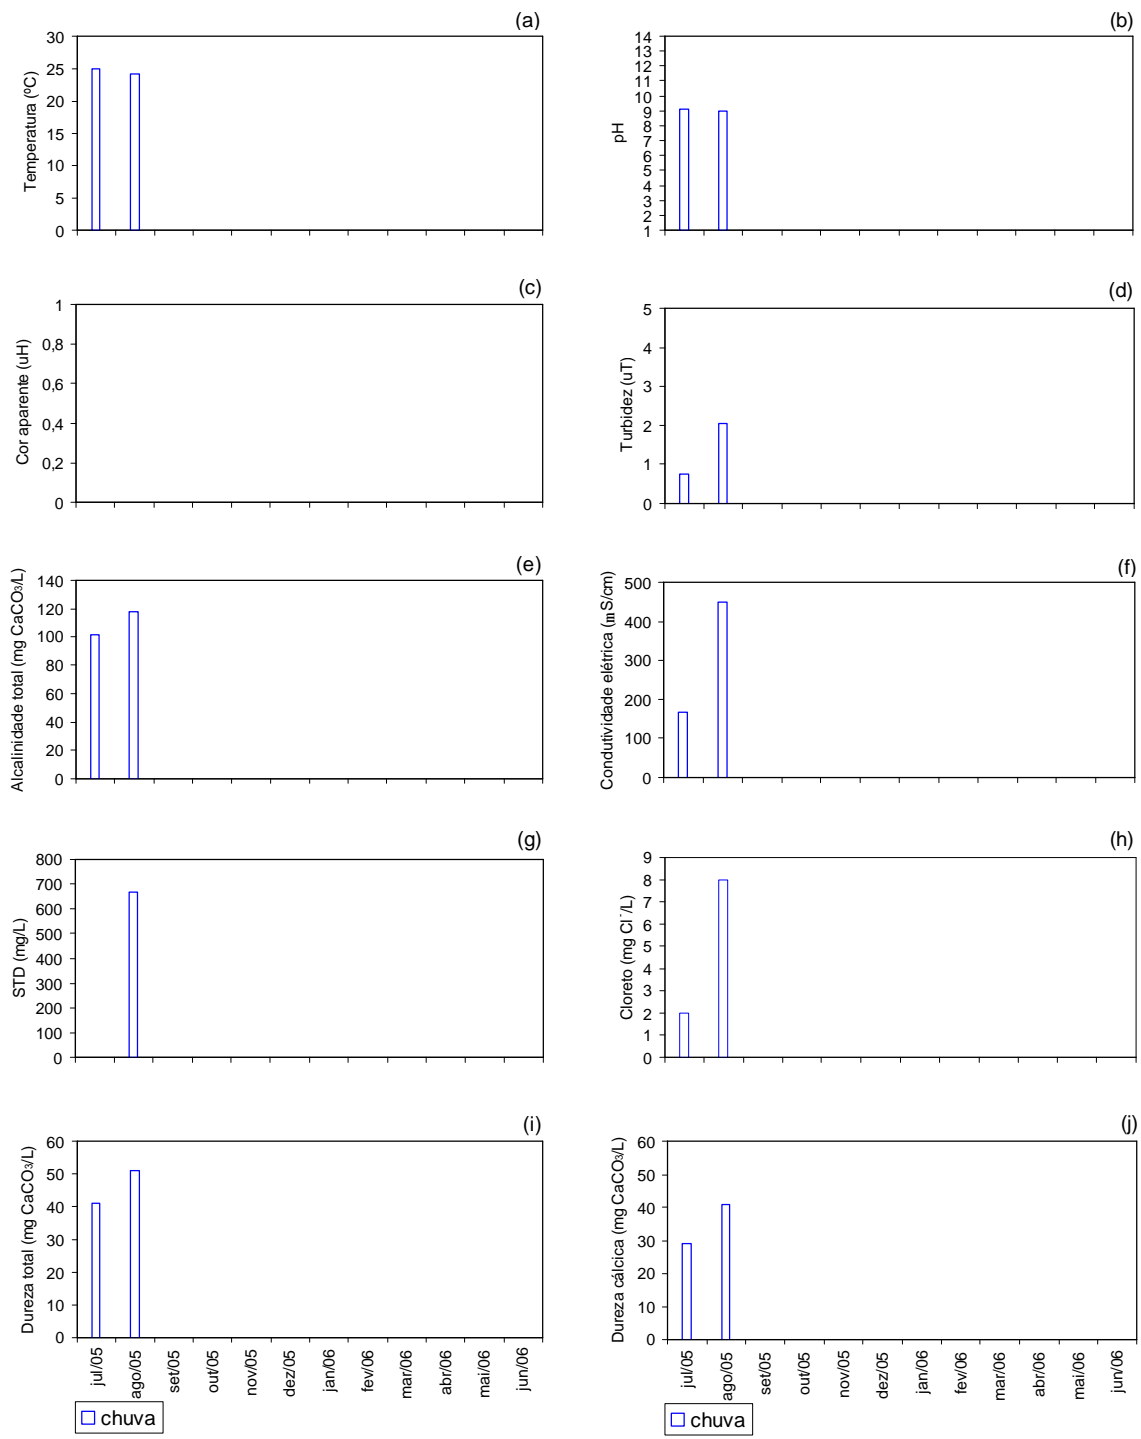 (a)
Temperatura (ºC)
30
25
20
15
10
5
0
(b)
pH
14
13
12
11
10
9
8
7
6
5
4
3
2
1
(c)
Cor aparente (uH)
1
0,8
0,6
0,4
0,2
0
(d)
Turbidez (uT)
5
4
3
2
1
0
(e)
Alcalinidade total (mg CaCO₃/L)
140
120
100
80
60
40
20
0
(f)
Condutividade elétrica (mS/cm)
500
400
300
200
100
0
(g)
STD (mg/L)
800
700
600
500
400
300
200
100
0
(h)
Cloreto (mg Cl⁻/L)
9
8
7
6
5
4
3
2
1
0
(i)
Dureza total (mg CaCO₃/L)
60
50
40
30
20
10
0
jul/05
ago/05
set/05
out/05
nov/05
dez/05
jan/06
fev/06
mar/06
abr/06
mai/06
jun/06
chuva
(j)
Dureza cálcica (mg CaCO₃/L)
60
50
40
30
20
10
0
jul/05
ago/05
set/05
out/05
nov/05
dez/05
jan/06
fev/06
mar/06
abr/06
mai/06
jun/06
chuva